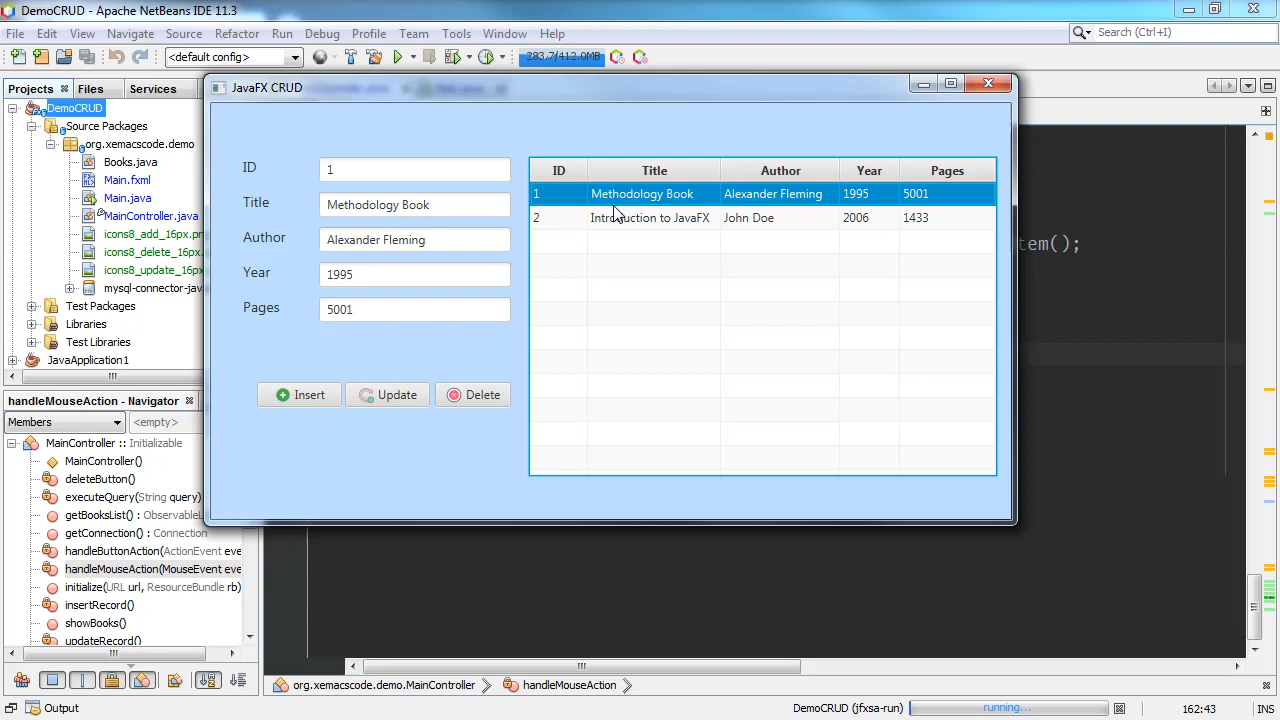 DemoCRUD - Apache NetBeans IDE 11.3
File Edit View Navigate Source Refactor Run Debug Profile Team Tools Window Help
Search (Ctrl+I)
<default config>
283.7/412.0MB
Projects Files Services
DemoCRUD
Source Packages
org.xemacscode.demo
Books.java
Main.fxml
Main.java
MainController.java
icons8_add_16px.pn
icons8_delete_16px.
icons8_update_16px.
mysql-connector-java
Test Packages
Libraries
Test Libraries
JavaApplication1
handleMouseAction - Navigator
Members
<empty>
MainController :: Initializable
MainController()
deleteButton()
executeQuery(String query)
getBooksList() : ObservableL
getConnection() : Connection
handleButtonAction(ActionEvent eve
handleMouseAction(MouseEvent eve
initialize(URL url, ResourceBundle rb)
insertRecord()
showBooks()
updateRecord()
JavaFX CRUD
ID 1
Title Methodology Book
Author Alexander Fleming
Year 1995
Pages 5001
Insert Update Delete
ID Title Author Year Pages
1 Methodology Book Alexander Fleming 1995 5001
2 Introduction to JavaFX John Doe 2006 1433
tem();
org.xemacscode.demo.MainController
handleMouseAction
Output
DemoCRUD (jfxsa-run)
running...
162:43
INS